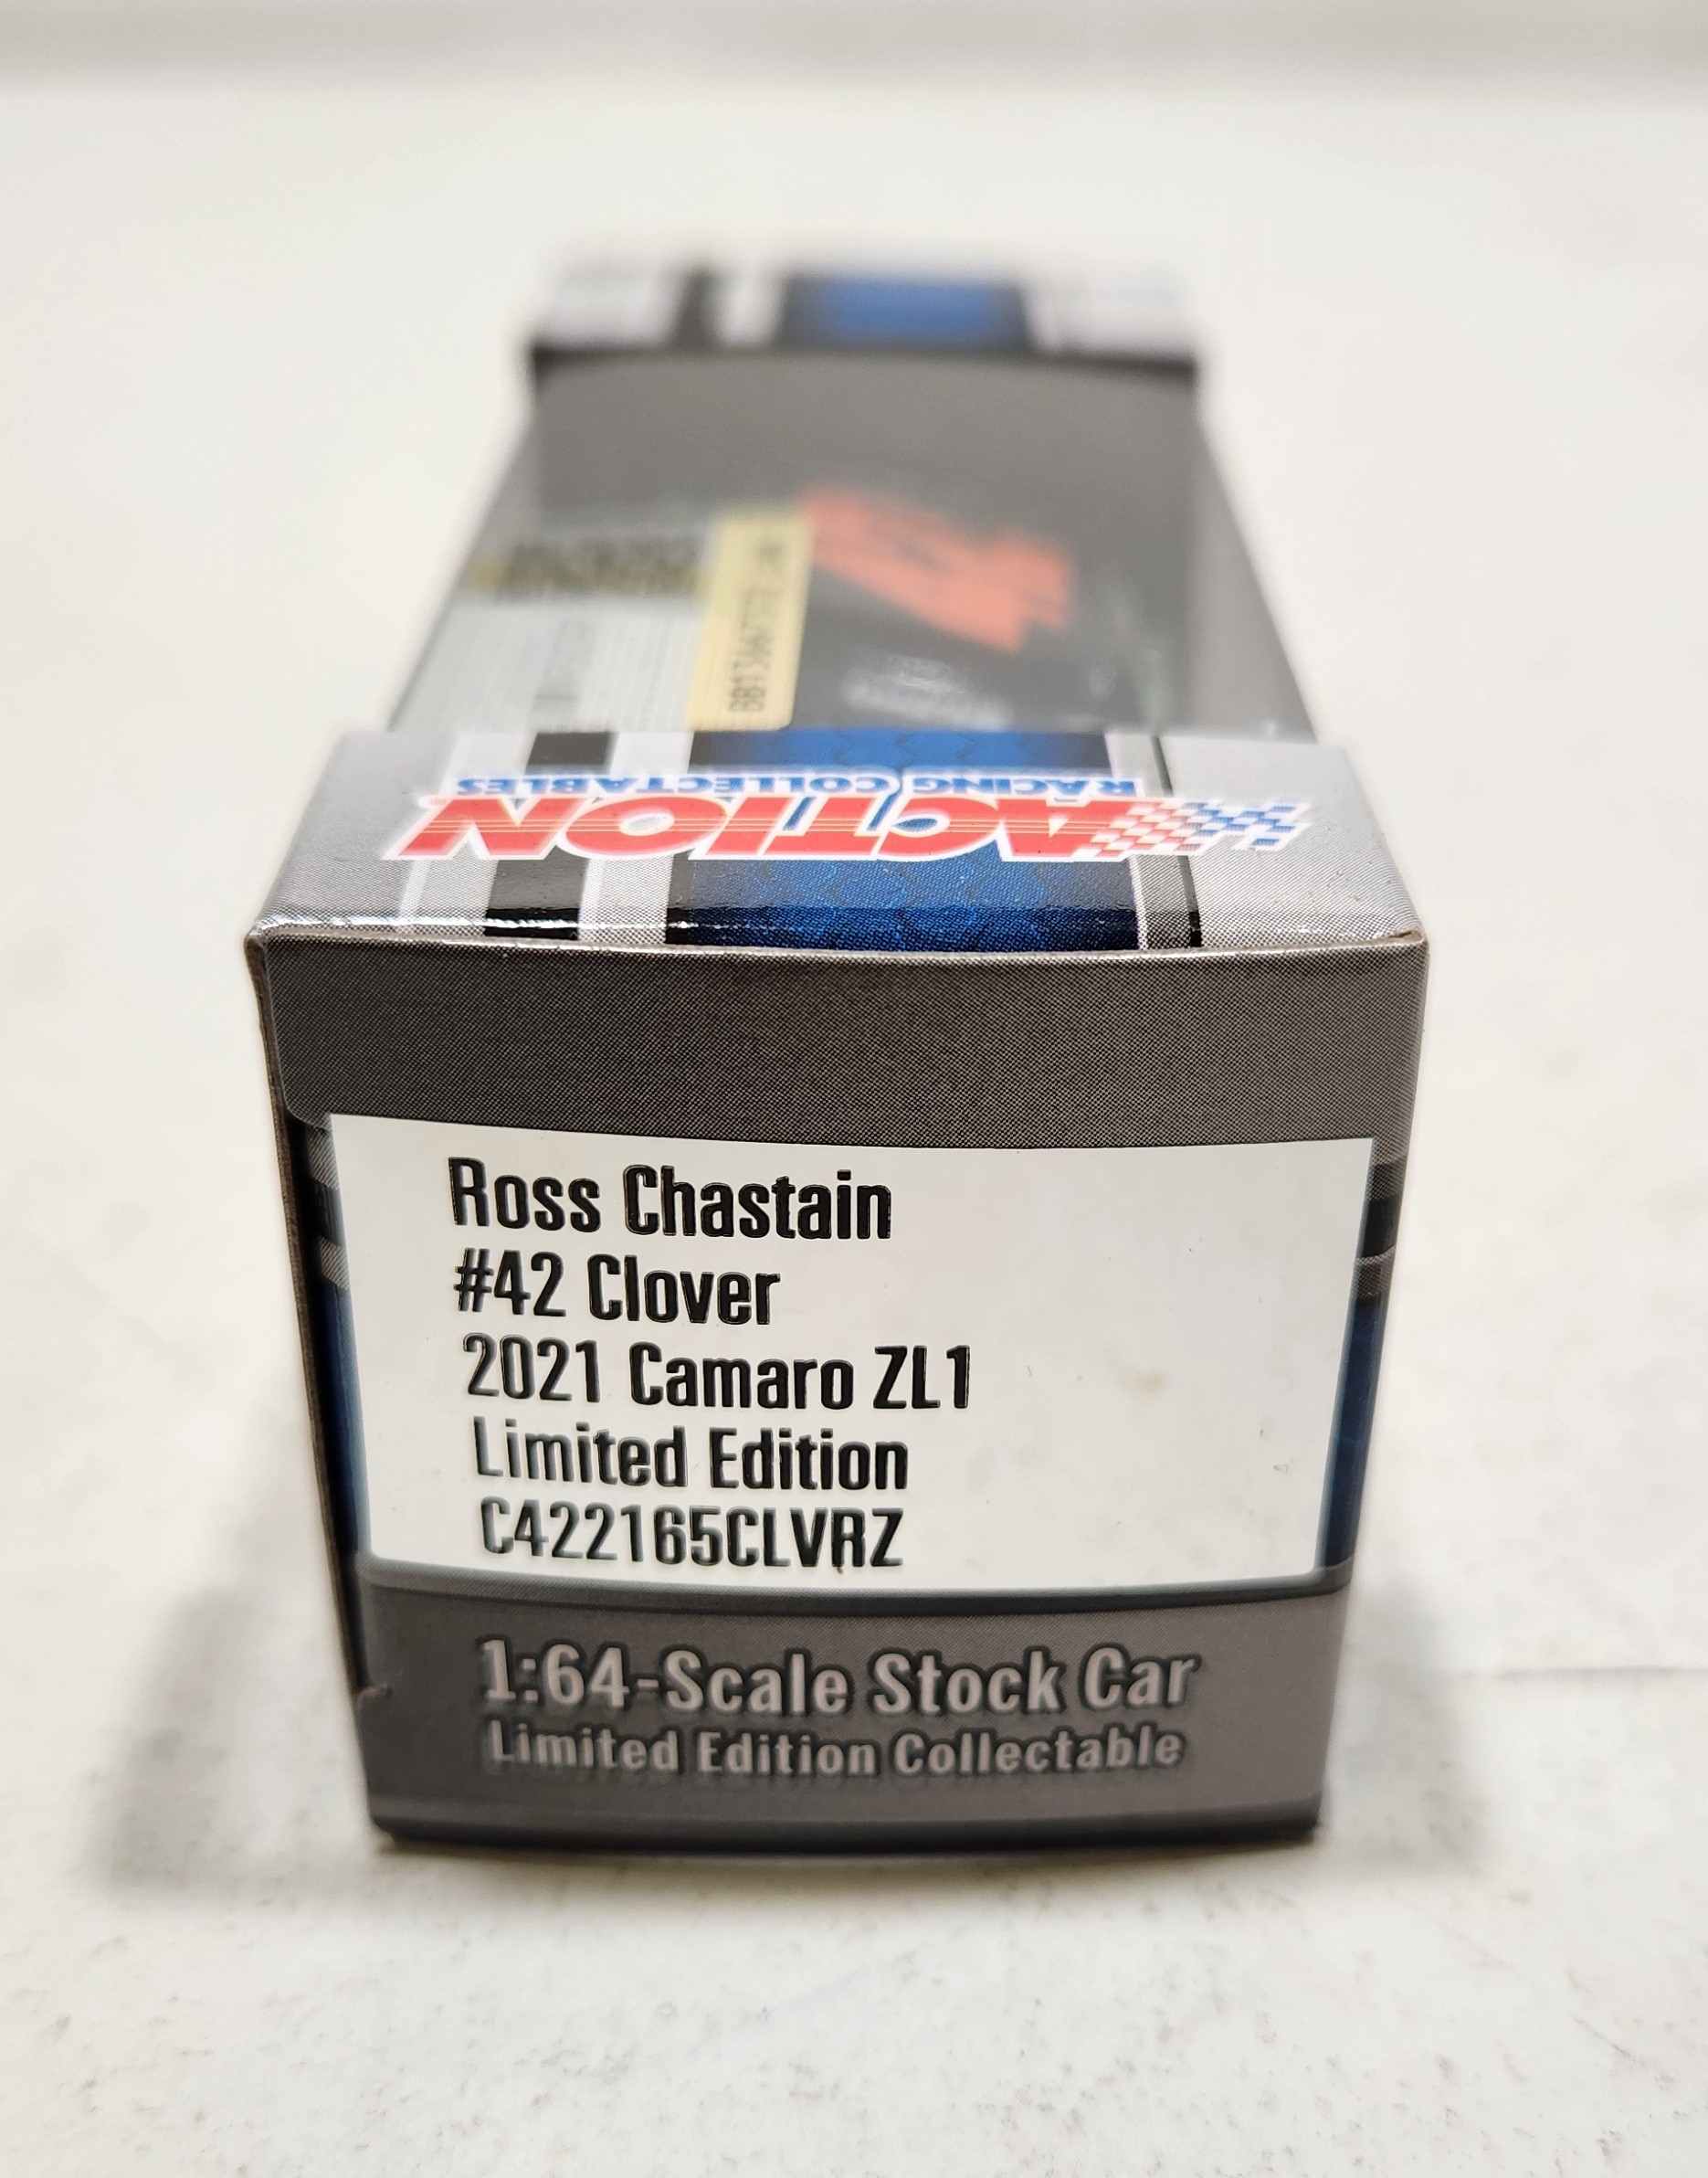 RACING COLLECTABLES
ACTION
Ross Chastain
#42 Clover
2021 Camaro ZL1
Limited Edition
C422165CLVRZ
1:64-Scale Stock Car
Limited Edition Collectable